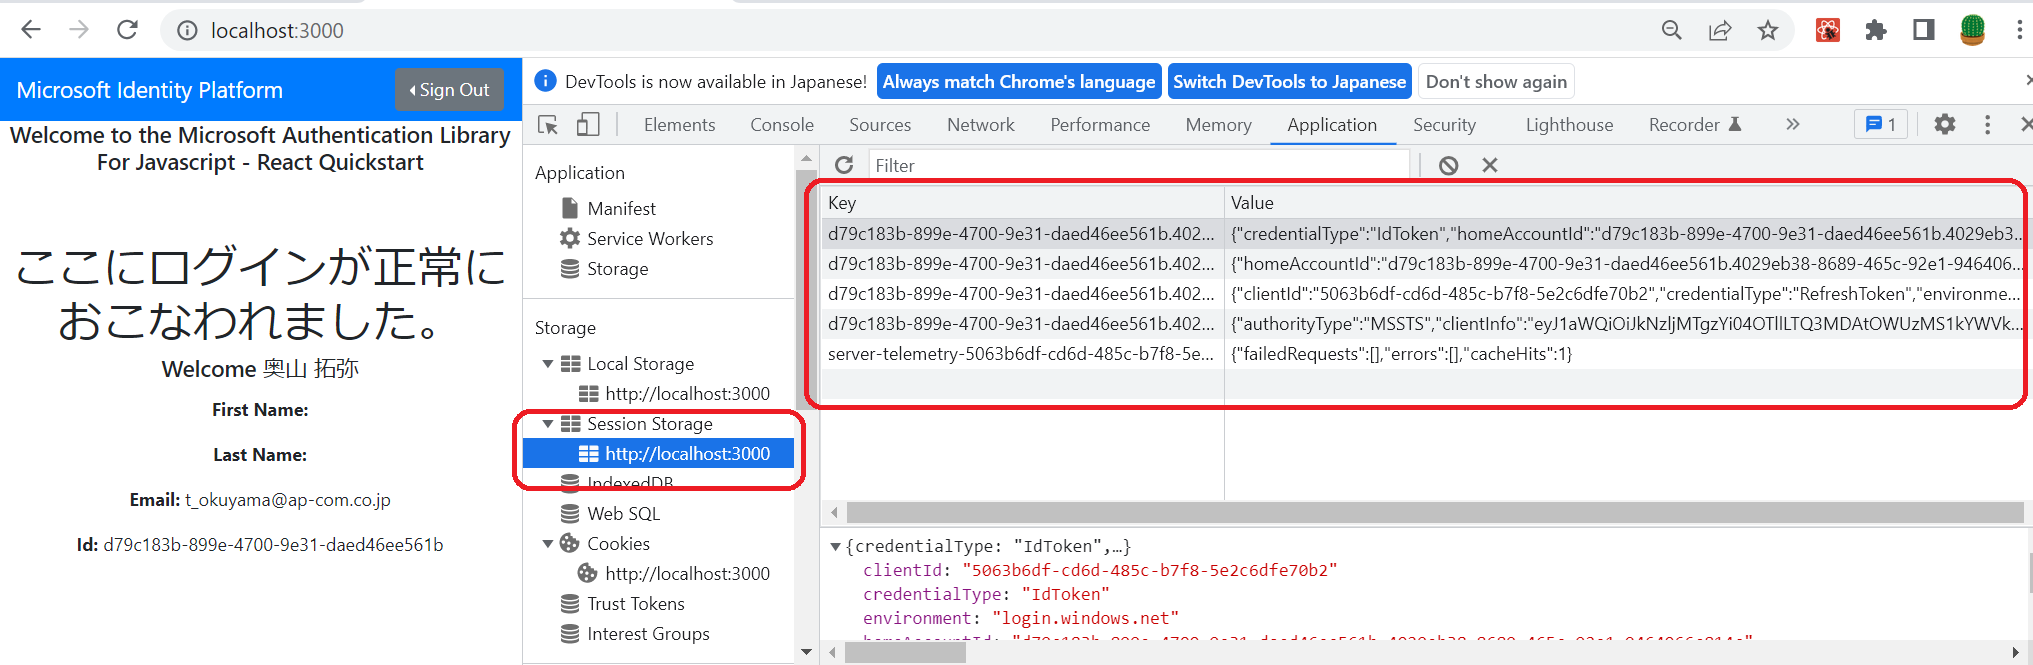 localhost:3000
Microsoft Identity Platform
Sign Out
Welcome to the Microsoft Authentication Library
For Javascript - React Quickstart
ここにログインが正常に
おこなわれました。
Welcome 奥山 拓弥
First Name:
Last Name:
Email: t_okuyama@ap-com.co.jp
Id: d79c183b-899e-4700-9e31-daed46ee561b
DevTools is now available in Japanese! Always match Chrome's language Switch DevTools to Japanese Don't show again
Elements Console Sources Network Performance Memory Application Security Lighthouse Recorder 1
Application
Manifest
Service Workers
Storage
Storage
Local Storage
http://localhost:3000
Session Storage
http://localhost:3000
IndexedDB
Web SQL
Cookies
http://localhost:3000
Trust Tokens
Interest Groups
Filter
Key Value
d79c183b-899e-4700-9e31-daed46ee561b.402... {"credentialType":"IdToken","homeAccountId":"d79c183b-899e-4700-9e31-daed46ee561b.4029eb3...
d79c183b-899e-4700-9e31-daed46ee561b.402... {"homeAccountId":"d79c183b-899e-4700-9e31-daed46ee561b.4029eb38-8689-465c-92e1-946406...
d79c183b-899e-4700-9e31-daed46ee561b.402... {"clientId":"5063b6df-cd6d-485c-b7f8-5e2c6dfe70b2","credentialType":"RefreshToken","environme...
d79c183b-899e-4700-9e31-daed46ee561b.402... {"authorityType":"MSSTS","clientInfo":"eyJ1aWQiOiJkNzljMTgzYi04OTllLTQ3MDAtOWUzMS1kYWVk...
server-telemetry-5063b6df-cd6d-485c-b7f8-5e... {"failedRequests":[],"errors":[],"cacheHits":1}
{credentialType: "IdToken",…}
clientId: "5063b6df-cd6d-485c-b7f8-5e2c6dfe70b2"
credentialType: "IdToken"
environment: "login.windows.net"